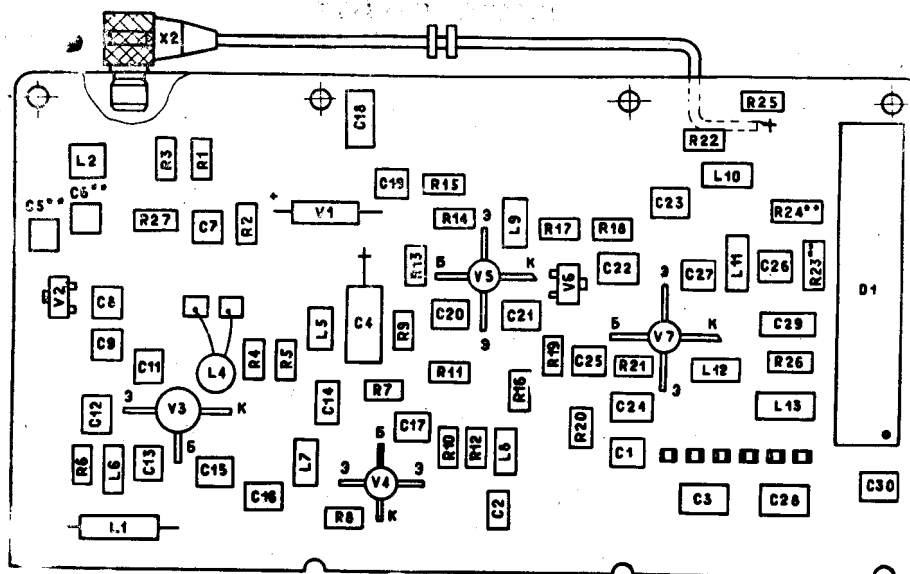 X2
R25
C18
R22
L2
R3
R1
C19
R15
L10
C5**
C6**
R27
C7
R2
V1
R14
L9
R17
R18
C23
R24**
Э
R13
Б
V5
К
V6
C22
Э
C27
L11
C26
R23**
D1
V2
C8
C20
C21
C4
L5
R9
Э
Б
V7
К
C29
C9
C11
L4
R4
R5
R19
C25
R21
L12
R26
R11
R7
R16
Э
C12
Э
V3
К
C14
C24
L13
Б
C17
R10
R12
L8
R20
C1
R6
L6
C13
Б
C15
L7
C16
Э
V4
Э
C2
C3
C28
C30
L1
R8
К